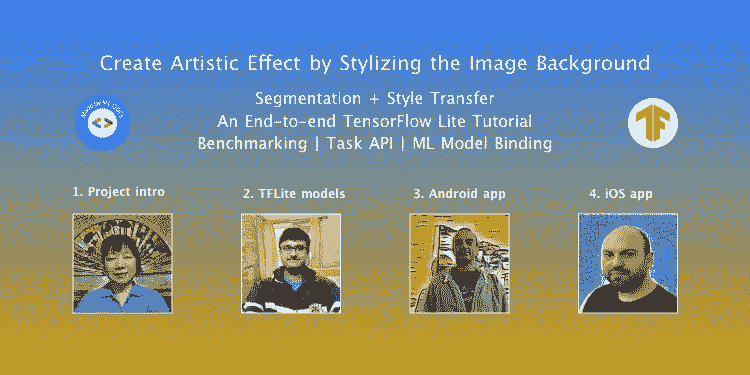 Create Artistic Effect by Stylizing the Image Background
Segmentation + Style Transfer
An End-to-end TensorFlow Lite Tutorial
Benchmarking | Task API | ML Model Binding
1. Project intro
2. TFLite models
3. Android app
4. iOS app